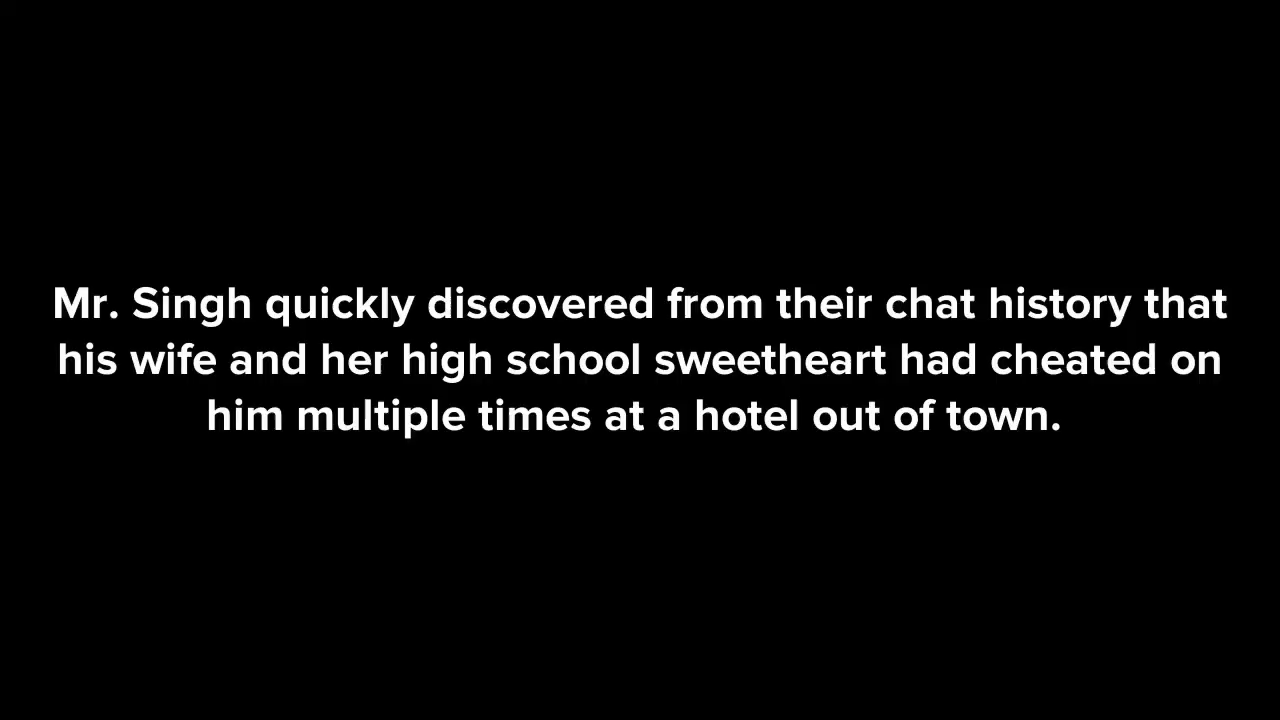 Mr. Singh quickly discovered from their chat history that
his wife and her high school sweetheart had cheated on
him multiple times at a hotel out of town.